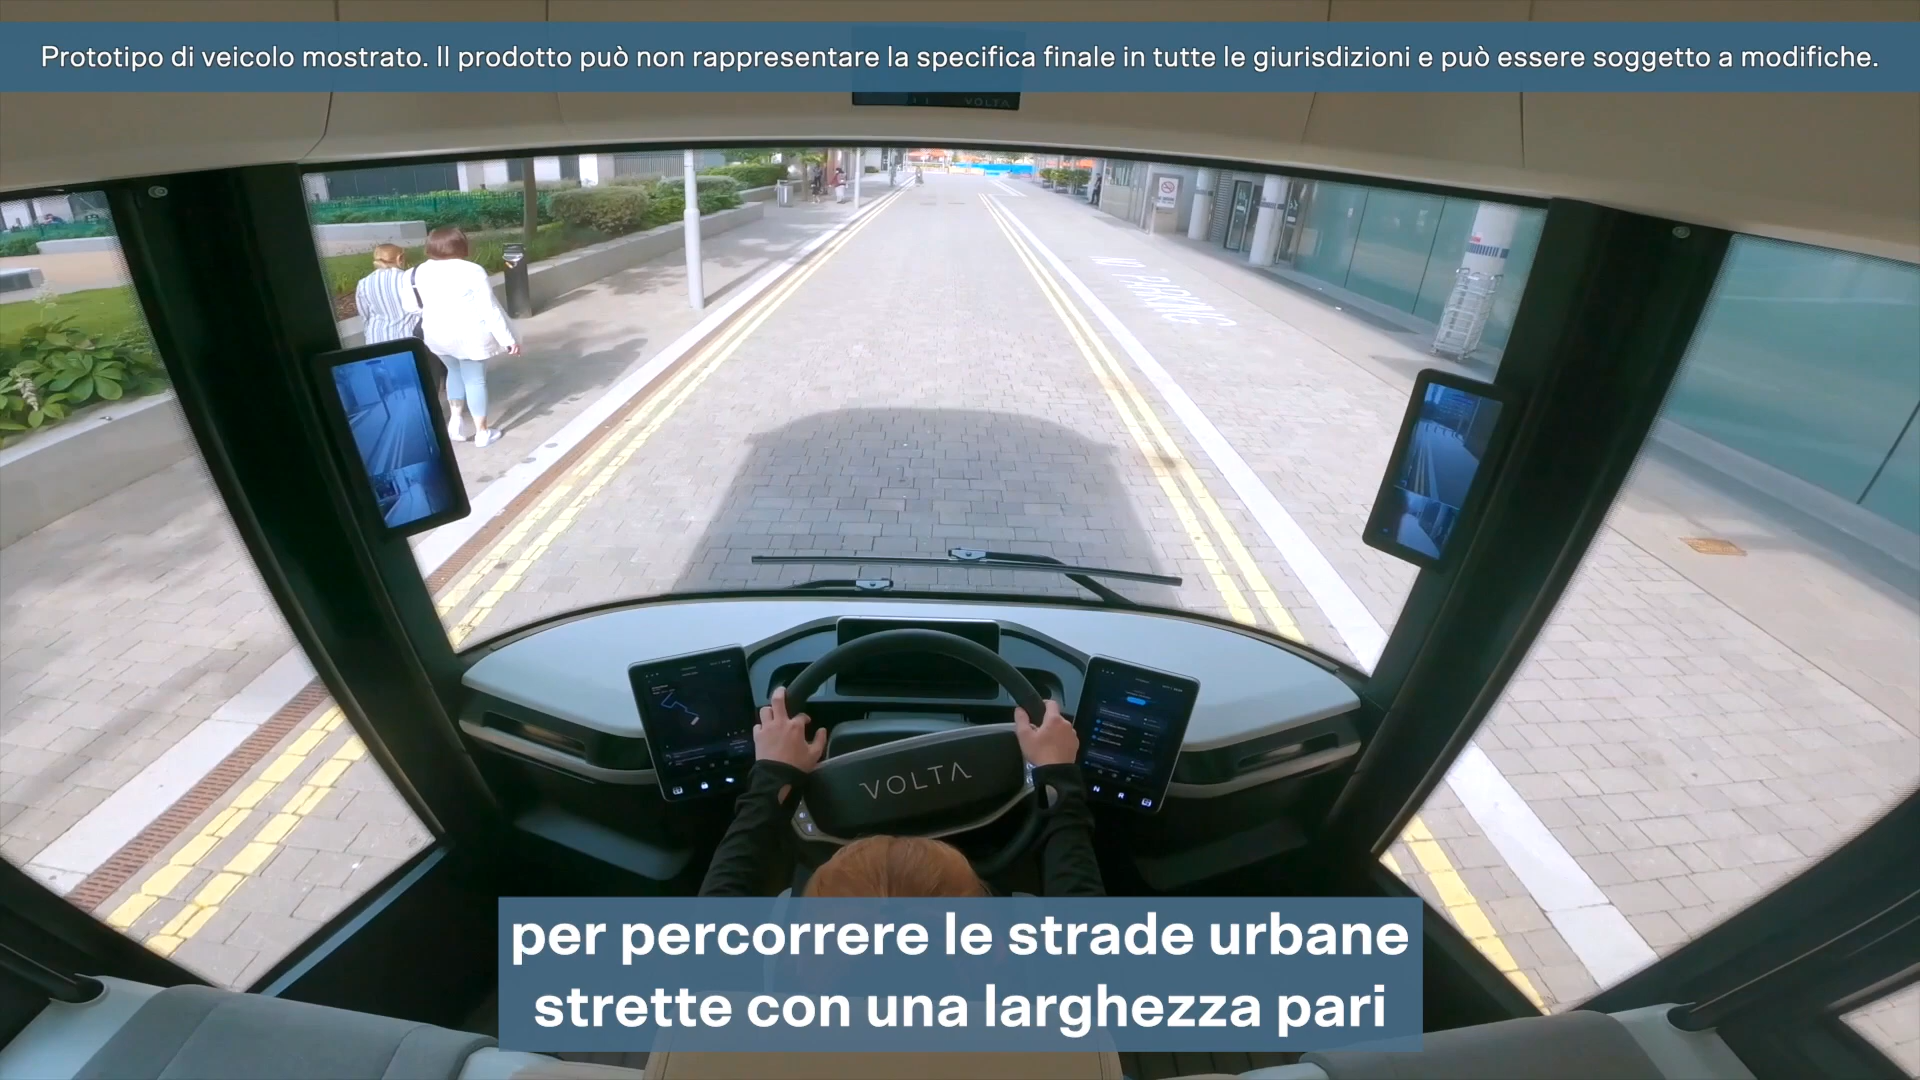 Prototipo di veicolo mostrato. Il prodotto può non rappresentare la specifica finale in tutte le giurisdizioni e può essere soggetto a modifiche.
VOLTA
NO PARKING
VOLTA
N R
per percorrere le strade urbane
strette con una larghezza pari